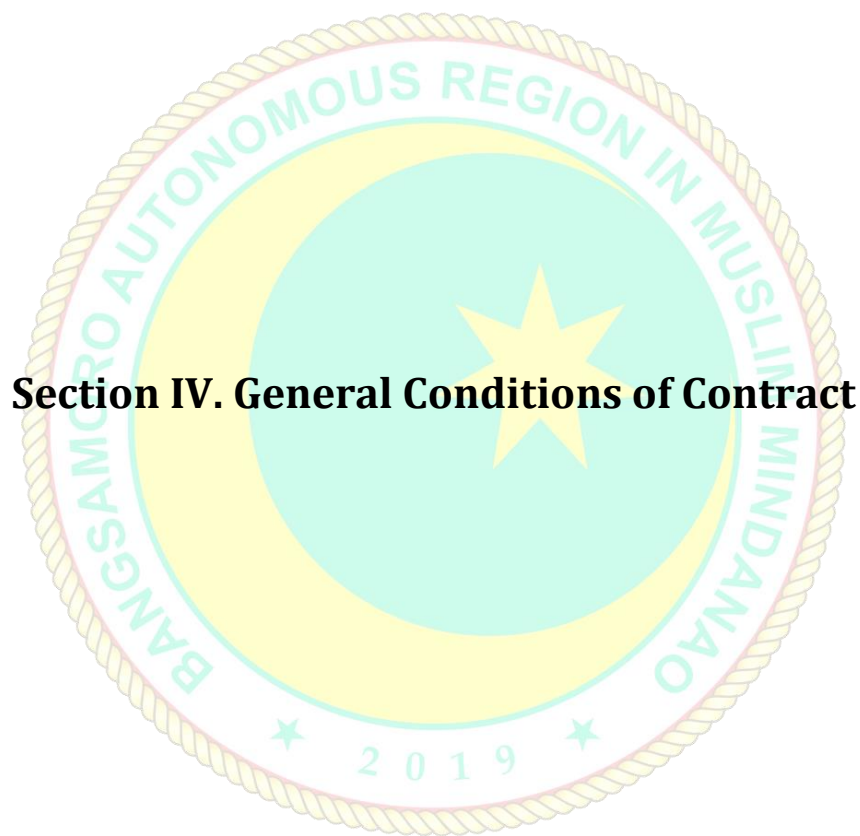 BANGSAMORO AUTONOMOUS REGION IN MUSLIM MINDANAO
Section IV. General Conditions of Contract
★ 2019 ★